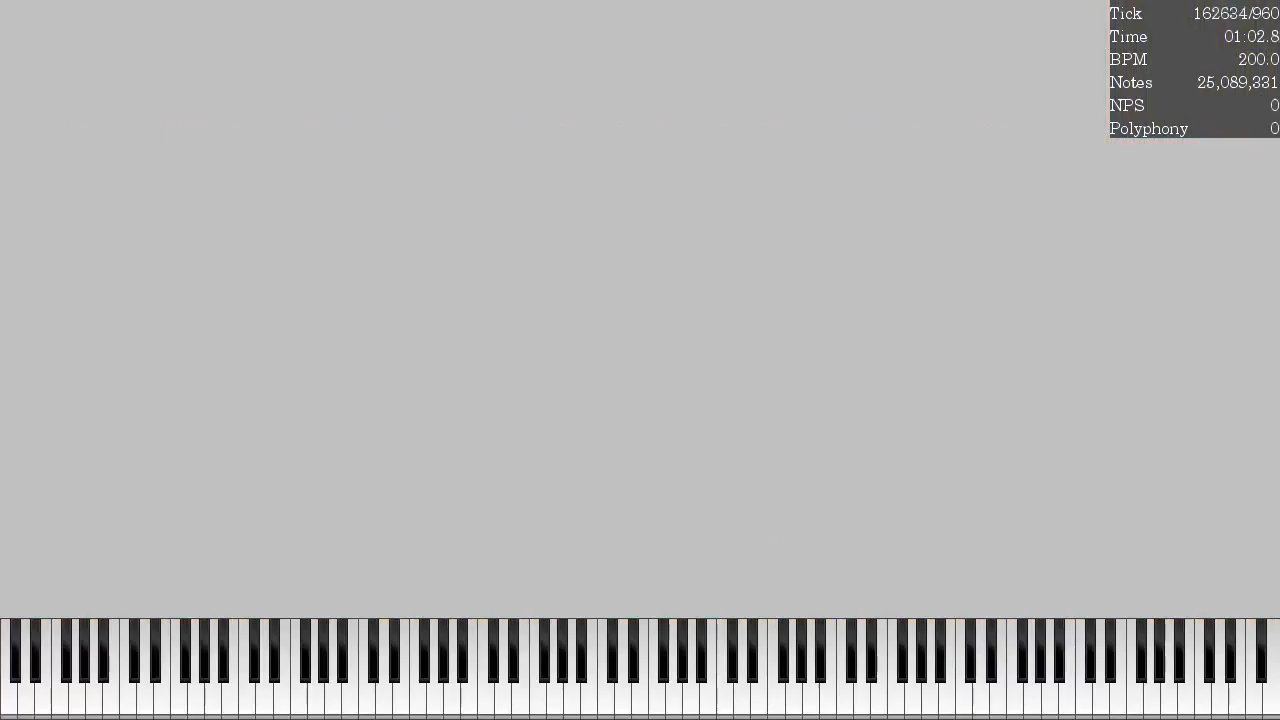 Tick 162634/960
Time 01:02.8
BPM 200.0
Notes 25,089,331
NPS 0
Polyphony 0